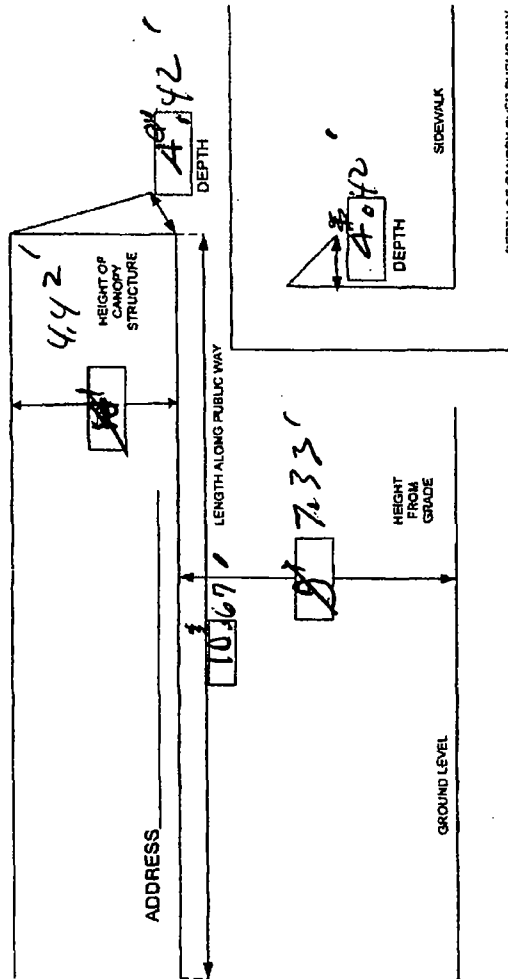 4.42'
HEIGHT OF
CANOPY
STRUCTURE
4.42'
DEPTH
ADDRESS
LENGTH ALONG PUBLIC WAY
10.67'
7.33'
HEIGHT
FROM
GRADE
GROUND LEVEL
4.42'
DEPTH
SIDEWALK